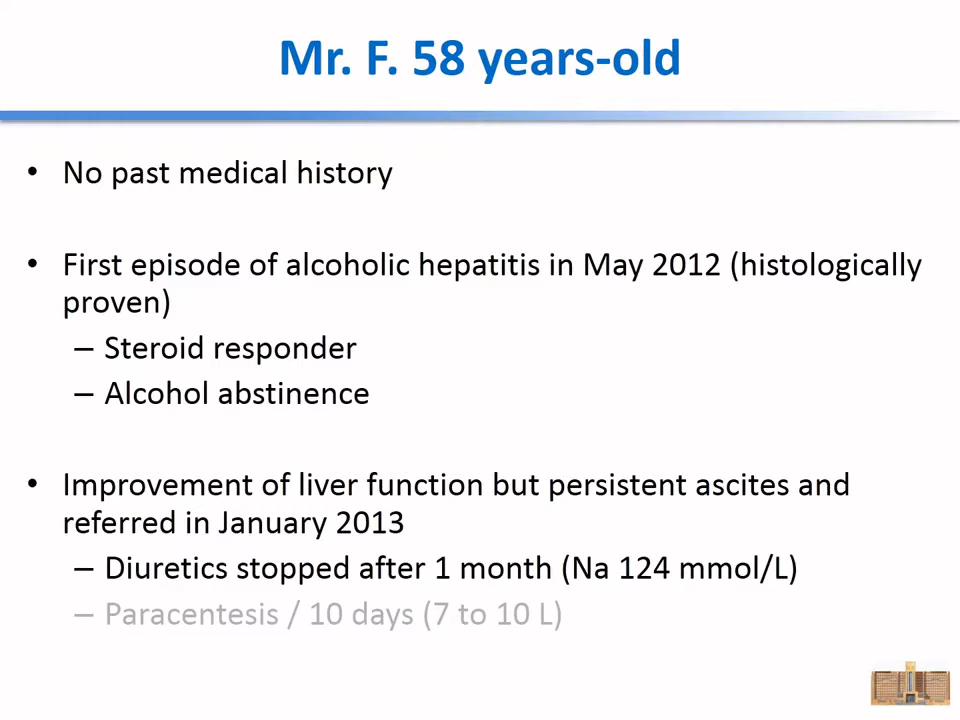 Mr. F. 58 years-old
• No past medical history
• First episode of alcoholic hepatitis in May 2012 (histologically
proven)
– Steroid responder
– Alcohol abstinence
• Improvement of liver function but persistent ascites and
referred in January 2013
– Diuretics stopped after 1 month (Na 124 mmol/L)
– Paracentesis / 10 days (7 to 10 L)